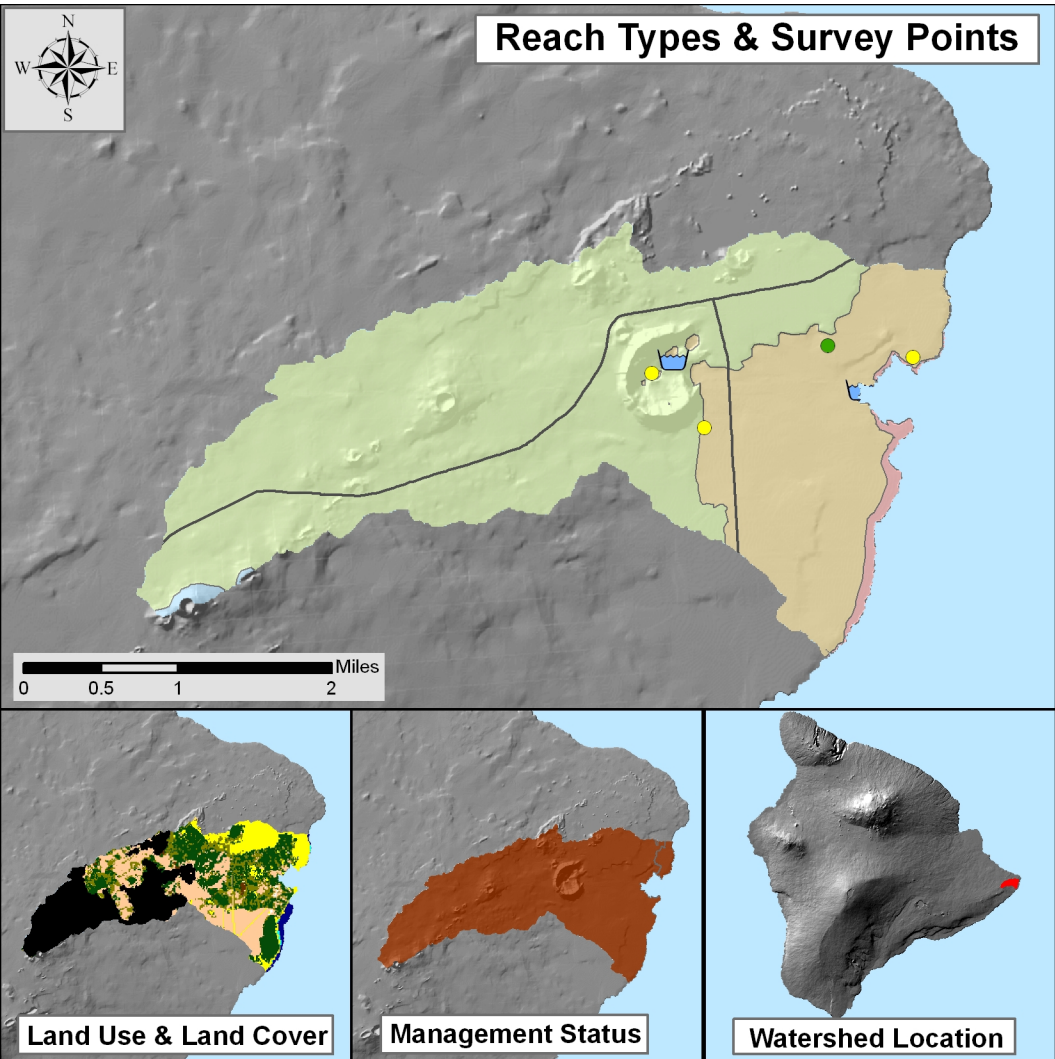 Reach Types & Survey Points
N
W E
S
Miles
0 0.5 1 2
Land Use & Land Cover
Management Status
Watershed Location